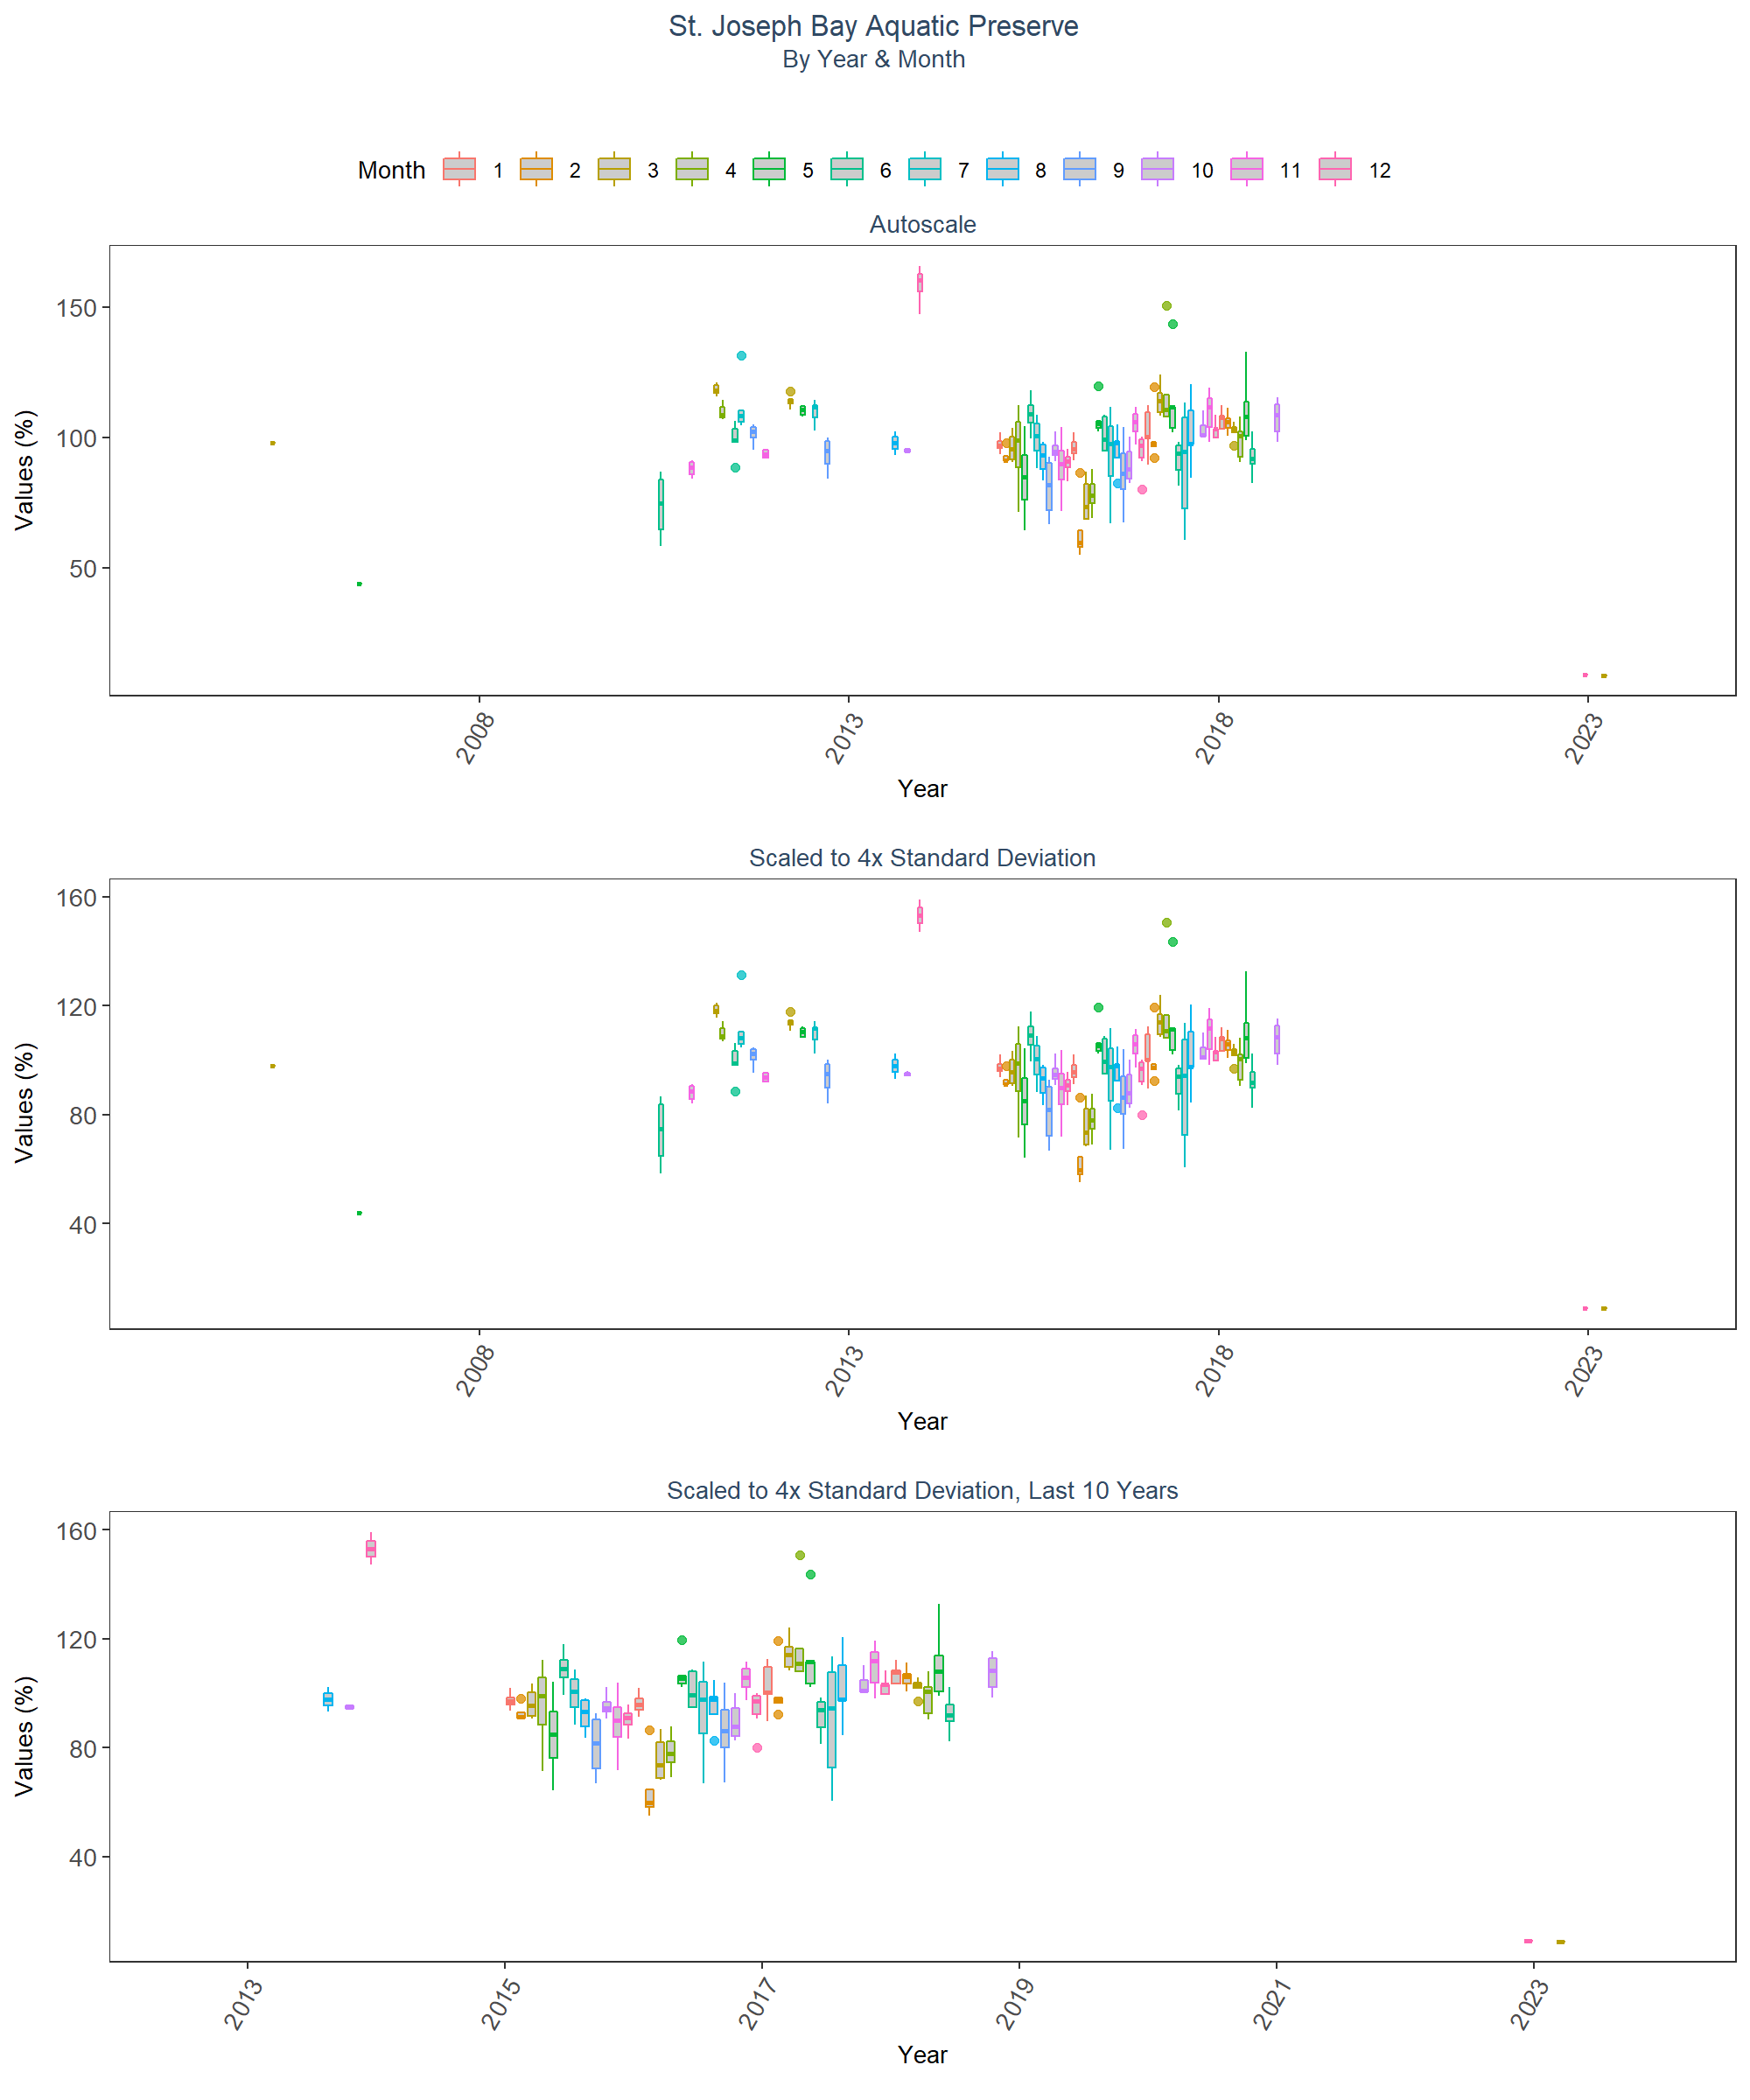 St. Joseph Bay Aquatic Preserve
By Year & Month
Month 1 2 3 4 5 6 7 8 9 10 11 12
Autoscale
Values (%)
150
100
50
2008 2013 2018 2023
Year
Scaled to 4x Standard Deviation
Values (%)
160
120
80
40
2008 2013 2018 2023
Year
Scaled to 4x Standard Deviation, Last 10 Years
Values (%)
160
120
80
40
2013 2015 2017 2019 2021 2023
Year